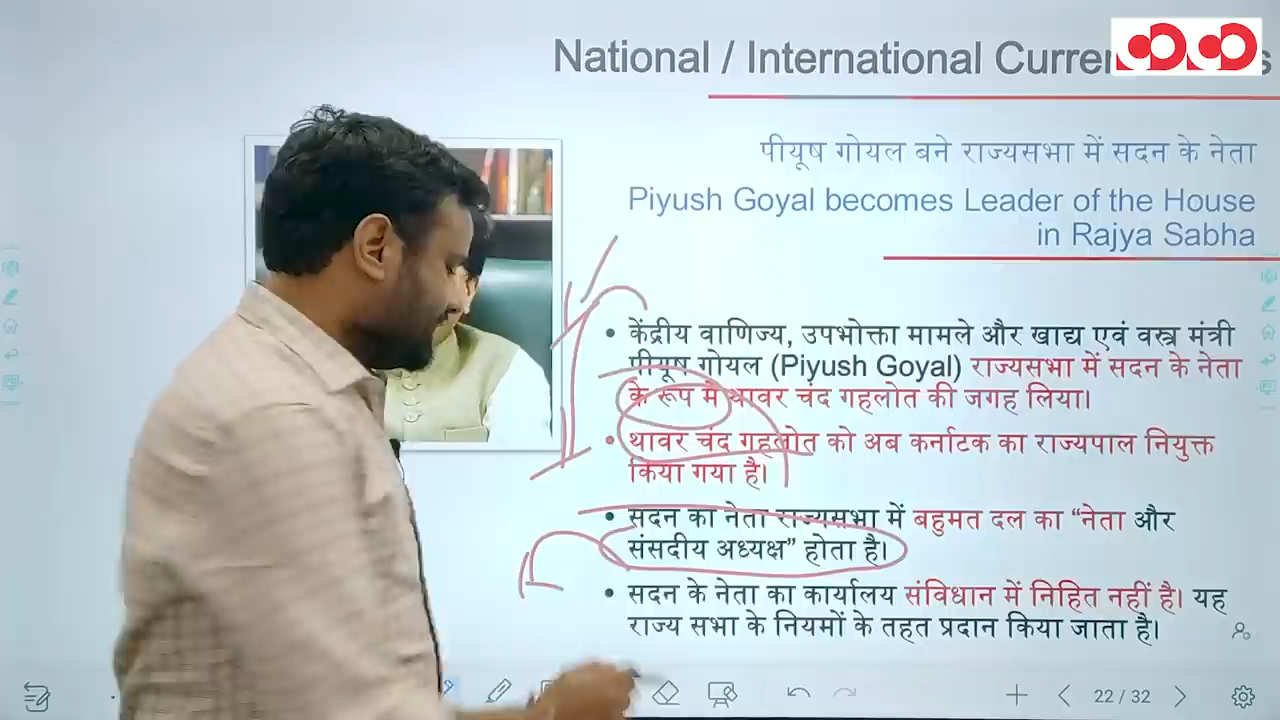 National / International Curre s
पीयूष गोयल बने राज्यसभा में सदन के नेता
Piyush Goyal becomes Leader of the House
in Rajya Sabha
• केंद्रीय वाणिज्य, उपभोक्ता मामले और खाद्य एवं वस्त्र मंत्री
पीयूष गोयल (Piyush Goyal) राज्यसभा में सदन के नेता
के रूप में थावर चंद गहलोत की जगह लिया।
• थावर चंद गहलोत को अब कर्नाटक का राज्यपाल नियुक्त
किया गया है।
• सदन का नेता राज्यसभा में बहुमत दल का “नेता और
संसदीय अध्यक्ष” होता है।
• सदन के नेता का कार्यालय संविधान में निहित नहीं है। यह
राज्य सभा के नियमों के तहत प्रदान किया जाता है।
22 / 32